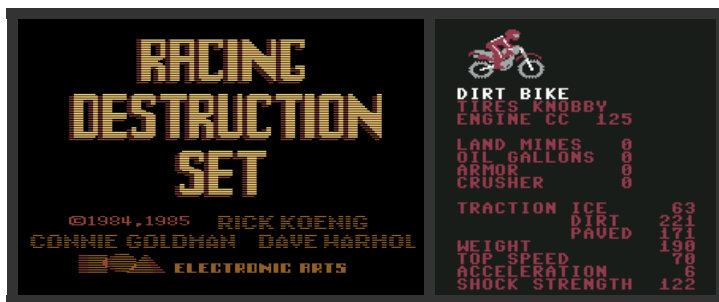 RACING
DESTRUCTION
SET
©1984,1985 RICK KOENIG
CONNIE GOLDMAN DAVE WARHOL
EOA ELECTRONIC ARTS
DIRT BIKE
TIRES KNOBBY
ENGINE CC 125
LAND MINES 0
OIL GALLONS 0
ARMOR 0
CRUSHER 0
TRACTION ICE 63
DIRT 221
PAVED 171
WEIGHT 190
TOP SPEED 70
ACCELERATION 6
SHOCK STRENGTH 122